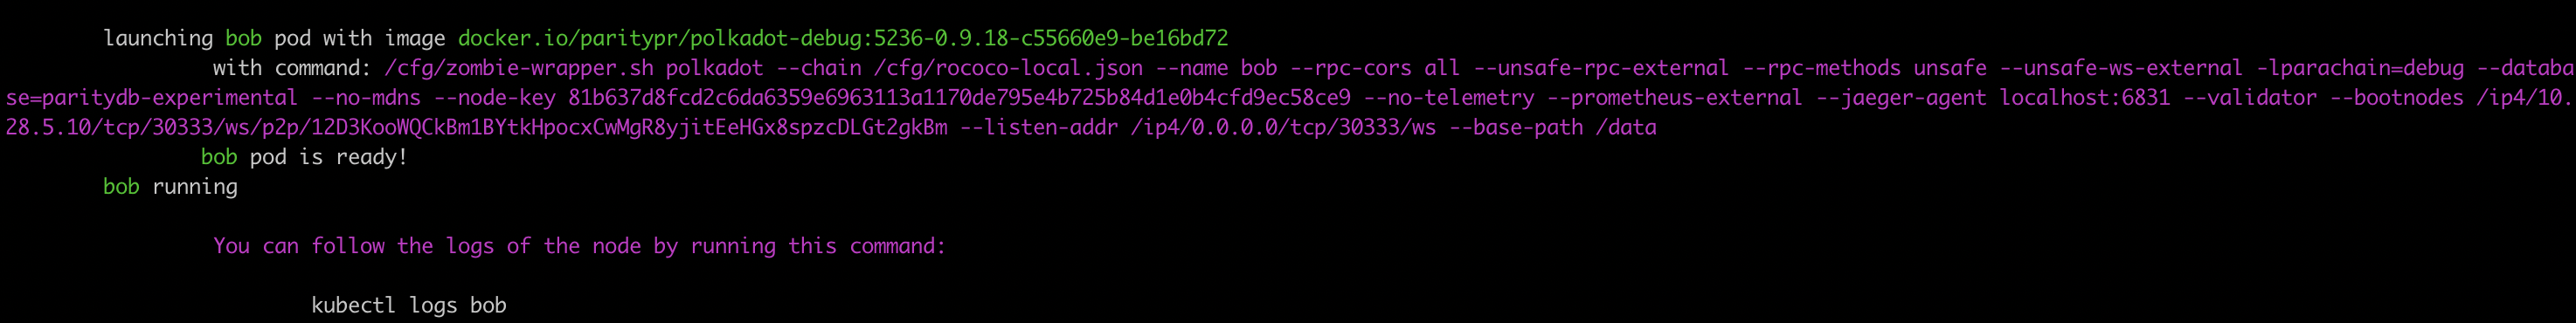 launching bob pod with image docker.io/paritypr/polkadot-debug:5236-0.9.18-c55660e9-be16bd72
with command: /cfg/zombie-wrapper.sh polkadot --chain /cfg/rococo-local.json --name bob --rpc-cors all --unsafe-rpc-external --rpc-methods unsafe --unsafe-ws-external -lparachain=debug --databa
se=paritydb-experimental --no-mdns --node-key 81b637d8fcd2c6da6359e6963113a1170de795e4b725b84d1e0b4cfd9ec58ce9 --no-telemetry --prometheus-external --jaeger-agent localhost:6831 --validator --bootnodes /ip4/10.
28.5.10/tcp/30333/ws/p2p/12D3KooWQCkBm1BYtkHpocxCwMgR8yjitEeHGx8spzcDLGt2gkBm --listen-addr /ip4/0.0.0.0/tcp/30333/ws --base-path /data
bob pod is ready!
bob running
You can follow the logs of the node by running this command:
kubectl logs bob